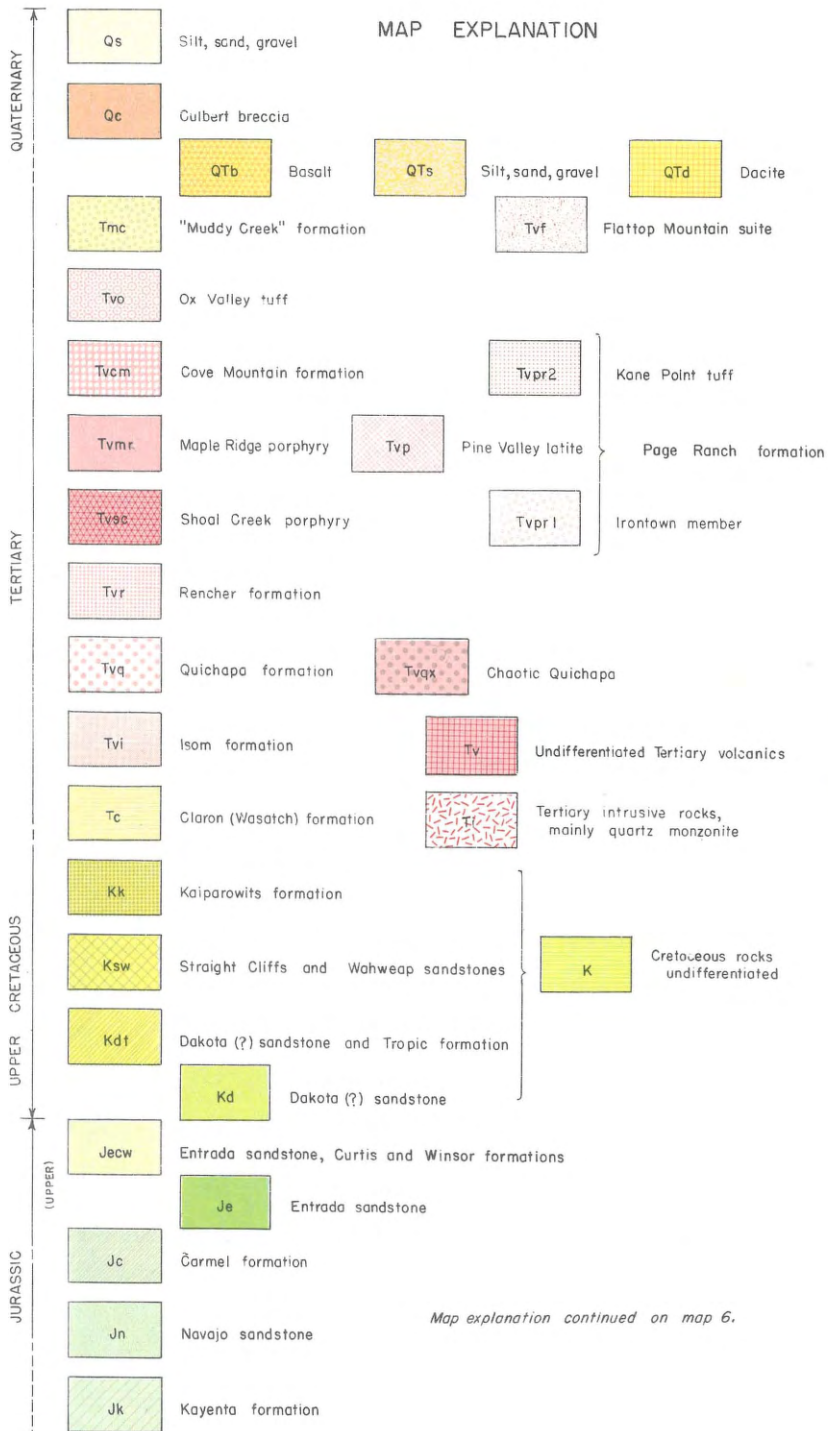 MAP EXPLANATION
QUATERNARY
Qs Silt, sand, gravel
Qc Culbert breccia
QTb Basalt QTs Silt, sand, gravel QTd Dacite
TERTIARY
Tmc "Muddy Creek" formation Tvf Flattop Mountain suite
Tvo Ox Valley tuff
Tvcm Cove Mountain formation Tvpr2 Kane Point tuff
Tvmr Maple Ridge porphyry Tvp Pine Valley latite Page Ranch formation
Tvsc Shoal Creek porphyry Tvpr1 Irontown member
Tvr Rencher formation
Tvq Quichapa formation Tvqx Chaotic Quichapa
Tvi Isom formation Tv Undifferentiated Tertiary volcanics
Tc Claron (Wasatch) formation Ti Tertiary intrusive rocks,
mainly quartz monzonite
UPPER CRETACEOUS
Kk Kaiparowits formation
Ksw Straight Cliffs and Wahweap sandstones K Cretaceous rocks
undifferentiated
Kdt Dakota (?) sandstone and Tropic formation
Kd Dakota (?) sandstone
JURASSIC
(UPPER)
Jecw Entrada sandstone, Curtis and Winsor formations
Je Entrada sandstone
Jc Carmel formation
Jn Navajo sandstone
Map explanation continued on map 6.
Jk Kayenta formation